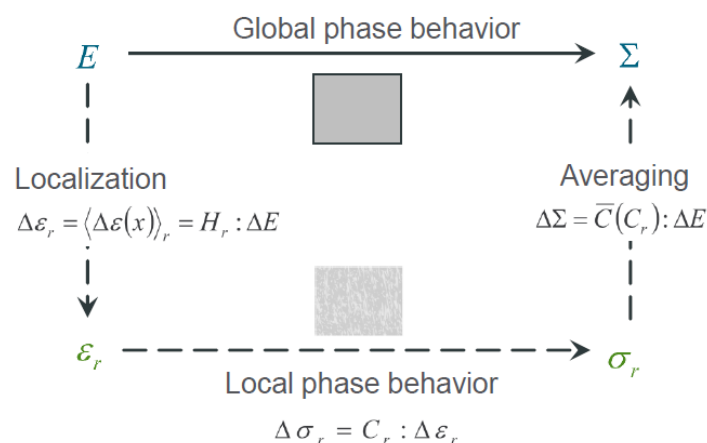 Global phase behavior
E Σ
Localization Averaging
Δε_r = ⟨Δε(x)⟩_r = H_r : ΔE ΔΣ = C̅(C_r) : ΔE
ε_r σ_r
Local phase behavior
Δσ_r = C_r : Δε_r